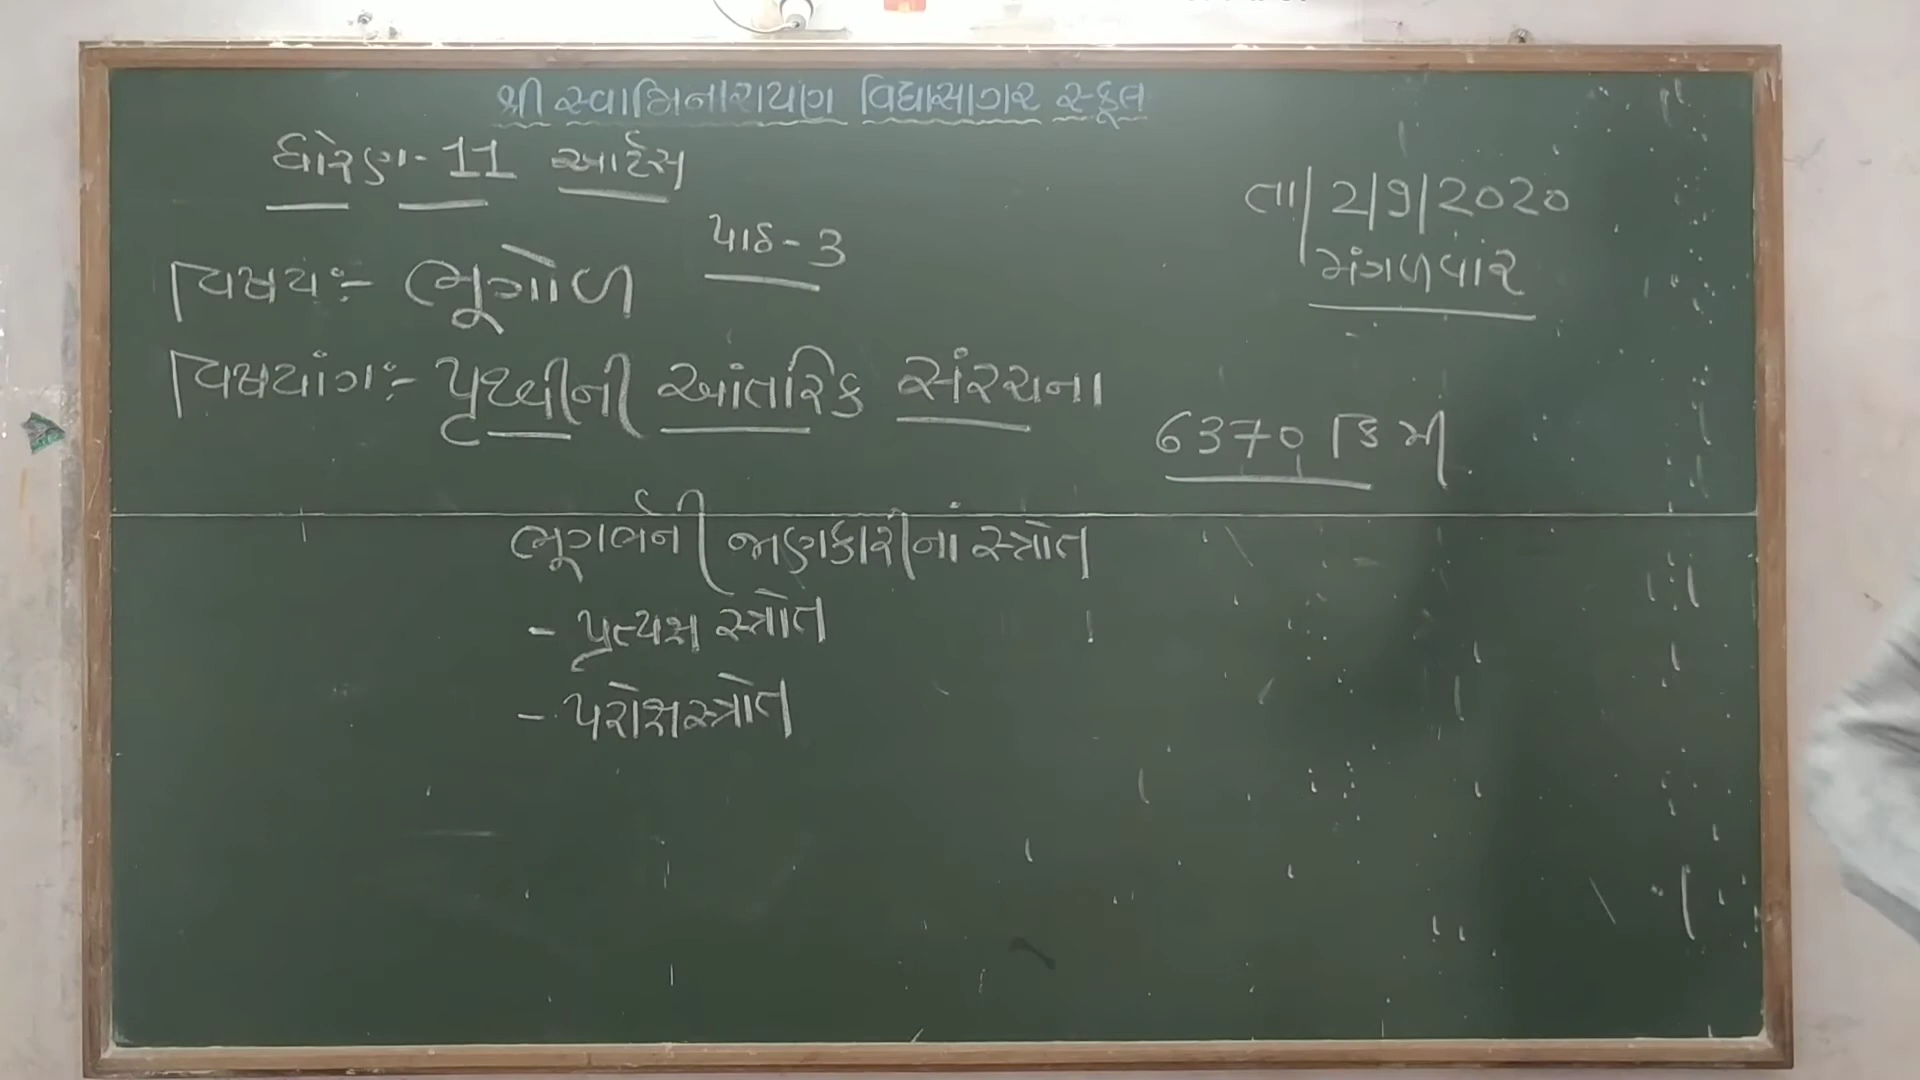 શ્રી સ્વામિનારાયણ વિદ્યાસાગર સ્કૂલ
ધોરણ - 11 આર્ટસ
તા/2/9/2020
મંગળવાર
પાઠ - 3
વિષય :- ભૂગોળ
વિષયાંગ :- પૃથ્વીની આંતરિક સંરચના
6370 કિમી
ભૂગર્ભની જાણકારીનાં સ્ત્રોત
- પ્રત્યક્ષ સ્ત્રોત
- પરોક્ષ સ્ત્રોત